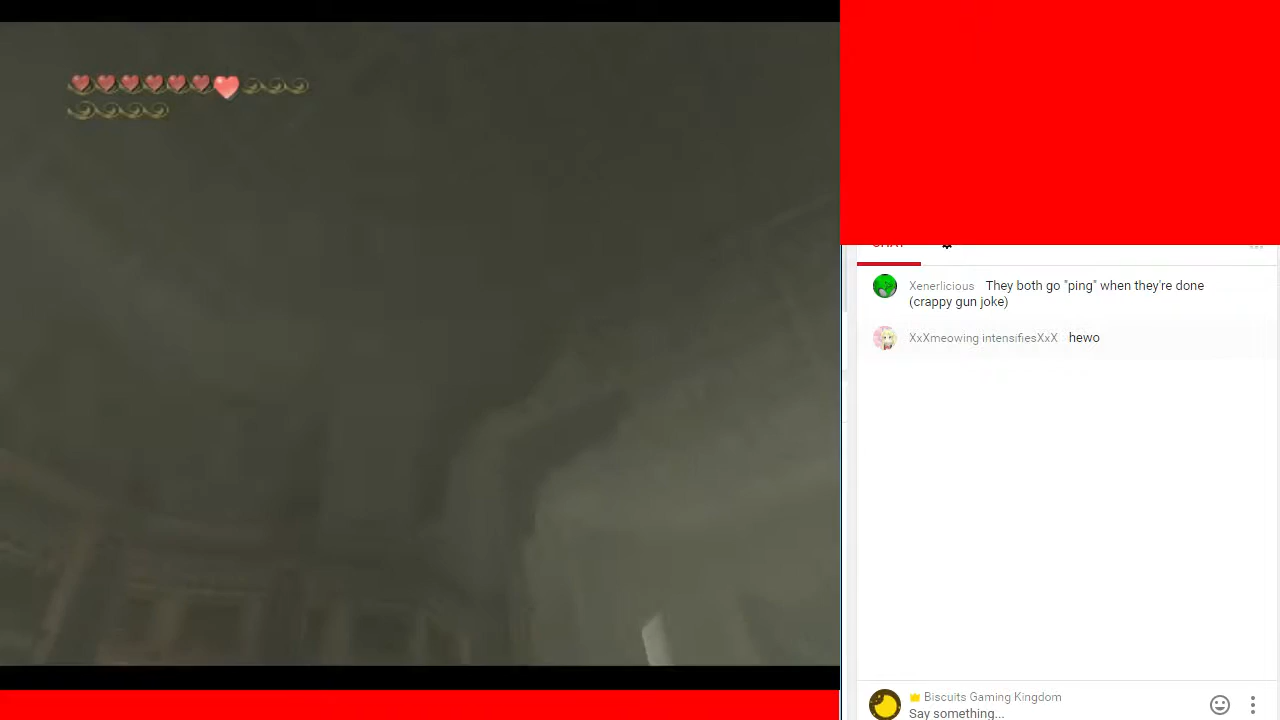 Xenerlicious They both go "ping" when they're done
(crappy gun joke)
XxXmeowing intensifiesXxX hewo
Biscuits Gaming Kingdom
Say something...